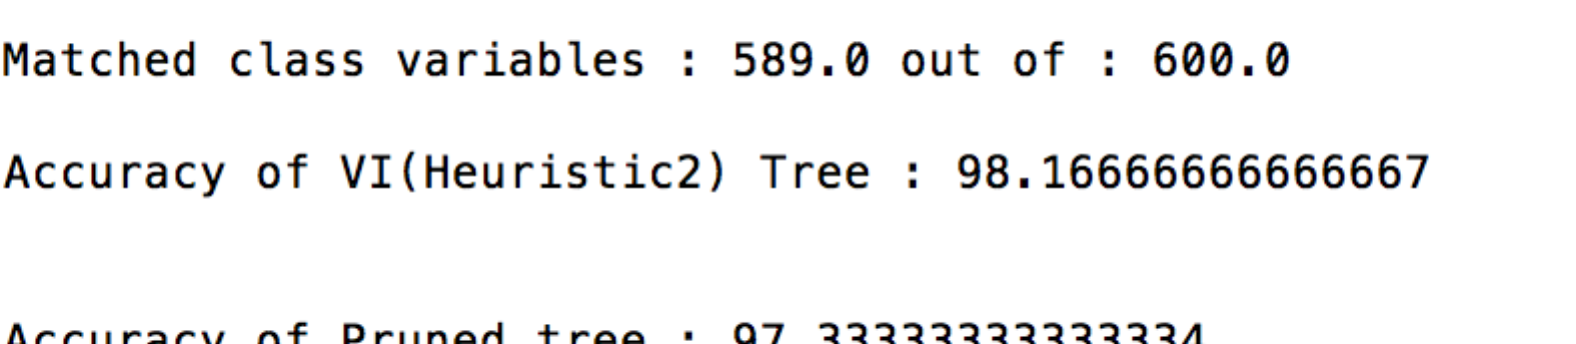 Matched class variables : 589.0 out of : 600.0
Accuracy of VI(Heuristic2) Tree : 98.16666666666667
Accuracy of Pruned tree : 97.33333333333334